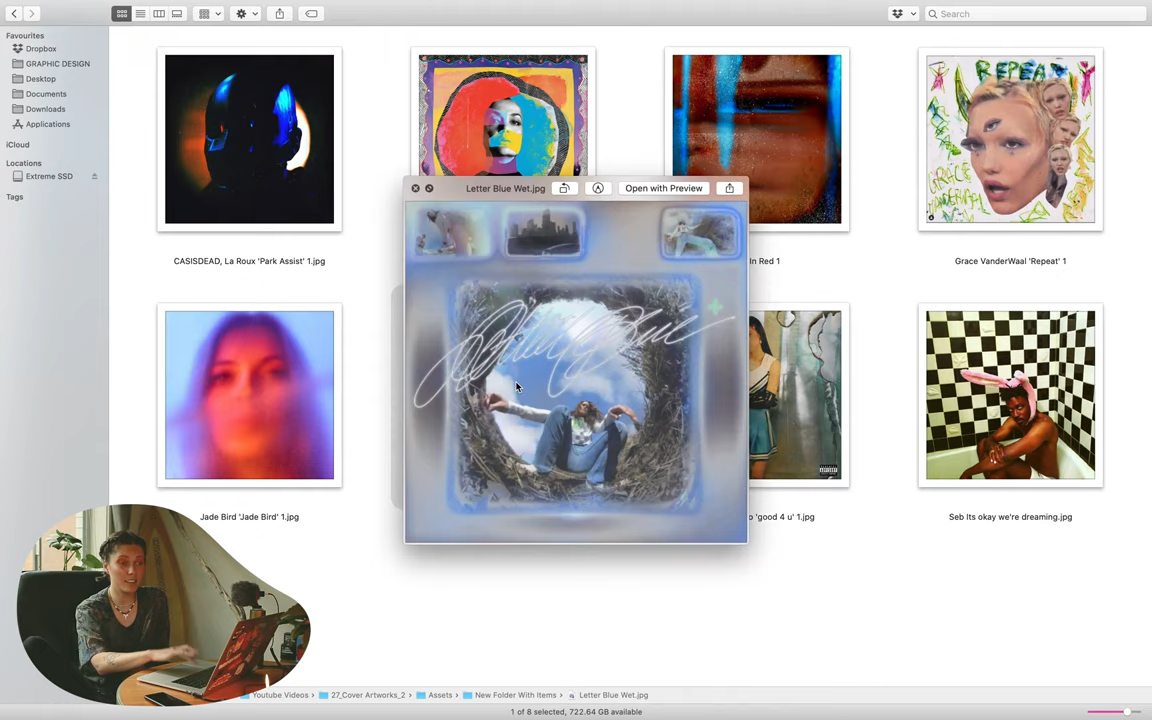 Search
Favourites
Dropbox
GRAPHIC DESIGN
Desktop
Documents
Downloads
Applications
iCloud
Locations
Extreme SSD
Tags
REPEAT
GRACE
VANDERWAAL
Letter Blue Wet.jpg
Open with Preview
CASISDEAD, La Roux 'Park Assist' 1.jpg
In Red 1
Grace VanderWaal 'Repeat' 1
Jade Bird 'Jade Bird' 1.jpg
'good 4 u' 1.jpg
Seb Its okay we're dreaming.jpg
Youtube Videos
27_Cover Artworks_2
Assets
New Folder With Items
Letter Blue Wet.jpg
1 of 8 selected, 722.64 GB available